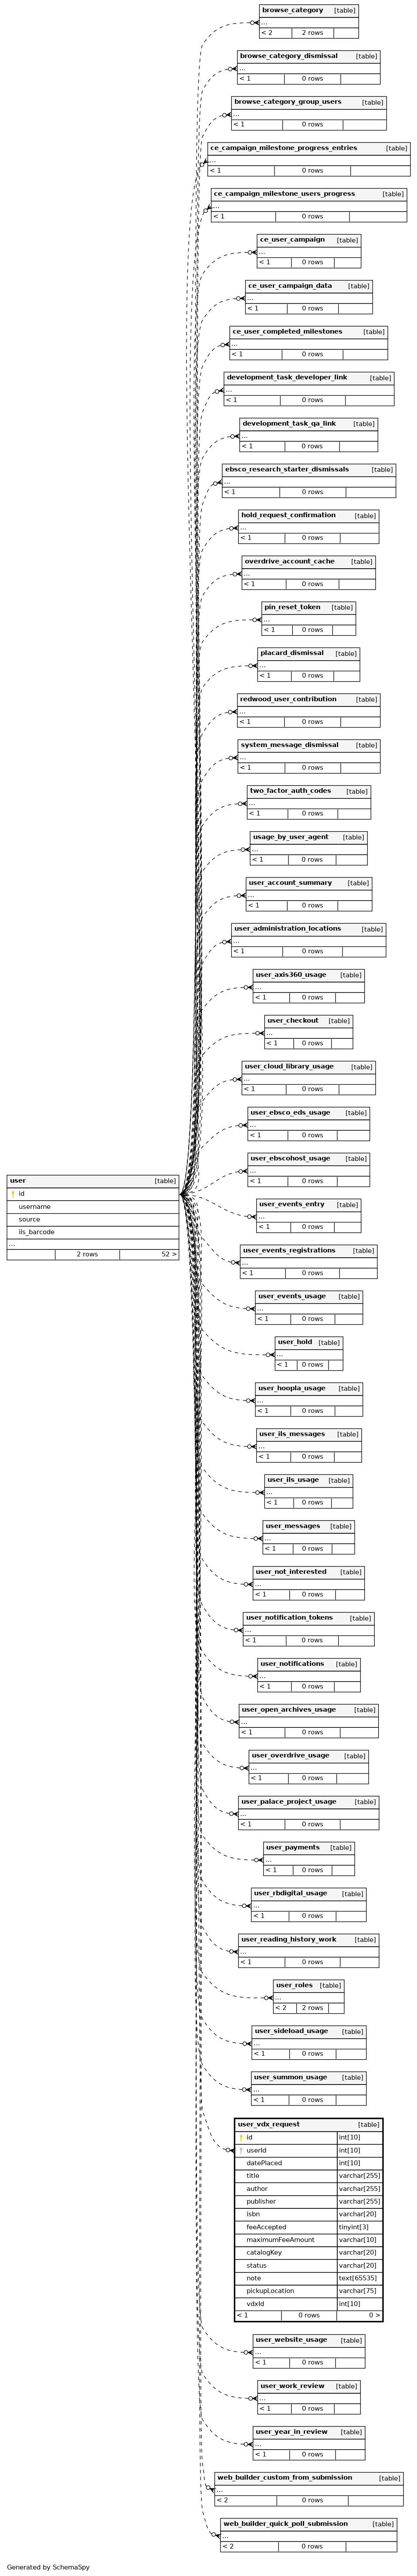 browse_category [table]
...
< 2 2 rows
browse_category_dismissal [table]
...
< 1 0 rows
browse_category_group_users [table]
...
< 1 0 rows
ce_campaign_milestone_progress_entries [table]
...
< 1 0 rows
ce_campaign_milestone_users_progress [table]
...
< 1 0 rows
ce_user_campaign [table]
...
< 1 0 rows
ce_user_campaign_data [table]
...
< 1 0 rows
ce_user_completed_milestones [table]
...
< 1 0 rows
development_task_developer_link [table]
...
< 1 0 rows
development_task_qa_link [table]
...
< 1 0 rows
ebsco_research_starter_dismissals [table]
...
< 1 0 rows
hold_request_confirmation [table]
...
< 1 0 rows
overdrive_account_cache [table]
...
< 1 0 rows
pin_reset_token [table]
...
< 1 0 rows
placard_dismissal [table]
...
< 1 0 rows
redwood_user_contribution [table]
...
< 1 0 rows
system_message_dismissal [table]
...
< 1 0 rows
two_factor_auth_codes [table]
...
< 1 0 rows
usage_by_user_agent [table]
...
< 1 0 rows
user_account_summary [table]
...
< 1 0 rows
user_administration_locations [table]
...
< 1 0 rows
user_axis360_usage [table]
...
< 1 0 rows
user_checkout [table]
...
< 1 0 rows
user_cloud_library_usage [table]
...
< 1 0 rows
user_ebsco_eds_usage [table]
...
< 1 0 rows
user_ebscohost_usage [table]
...
< 1 0 rows
user [table]
id
username
source
ils_barcode
...
2 rows 52 >
user_events_entry [table]
...
< 1 0 rows
user_events_registrations [table]
...
< 1 0 rows
user_events_usage [table]
...
< 1 0 rows
user_hold [table]
...
< 1 0 rows
user_hoopla_usage [table]
...
< 1 0 rows
user_ils_messages [table]
...
< 1 0 rows
user_ils_usage [table]
...
< 1 0 rows
user_messages [table]
...
< 1 0 rows
user_not_interested [table]
...
< 1 0 rows
user_notification_tokens [table]
...
< 1 0 rows
user_notifications [table]
...
< 1 0 rows
user_open_archives_usage [table]
...
< 1 0 rows
user_overdrive_usage [table]
...
< 1 0 rows
user_palace_project_usage [table]
...
< 1 0 rows
user_payments [table]
...
< 1 0 rows
user_rbdigital_usage [table]
...
< 1 0 rows
user_reading_history_work [table]
...
< 1 0 rows
user_roles [table]
...
< 2 2 rows
user_sideload_usage [table]
...
< 1 0 rows
user_summon_usage [table]
...
< 1 0 rows
user_vdx_request [table]
id int[10]
userId int[10]
datePlaced int[10]
title varchar[255]
author varchar[255]
publisher varchar[255]
isbn varchar[20]
feeAccepted tinyint[3]
maximumFeeAmount varchar[10]
catalogKey varchar[20]
status varchar[20]
note text[65535]
pickupLocation varchar[75]
vdxId int[10]
< 1 0 rows 0 >
user_website_usage [table]
...
< 1 0 rows
user_work_review [table]
...
< 1 0 rows
user_year_in_review [table]
...
< 1 0 rows
web_builder_custom_from_submission [table]
...
< 2 0 rows
web_builder_quick_poll_submission [table]
...
< 2 0 rows
Generated by SchemaSpy